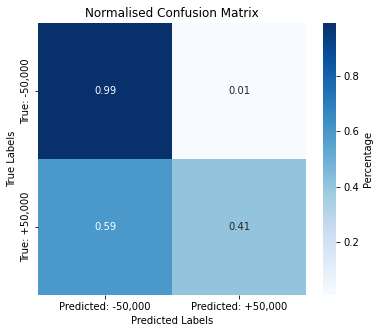 Normalised Confusion Matrix
True: -50,000
0.99
0.01
True: +50,000
0.59
0.41
Predicted: -50,000
Predicted: +50,000
Predicted Labels
True Labels
0.8
0.6
0.4
0.2
Percentage